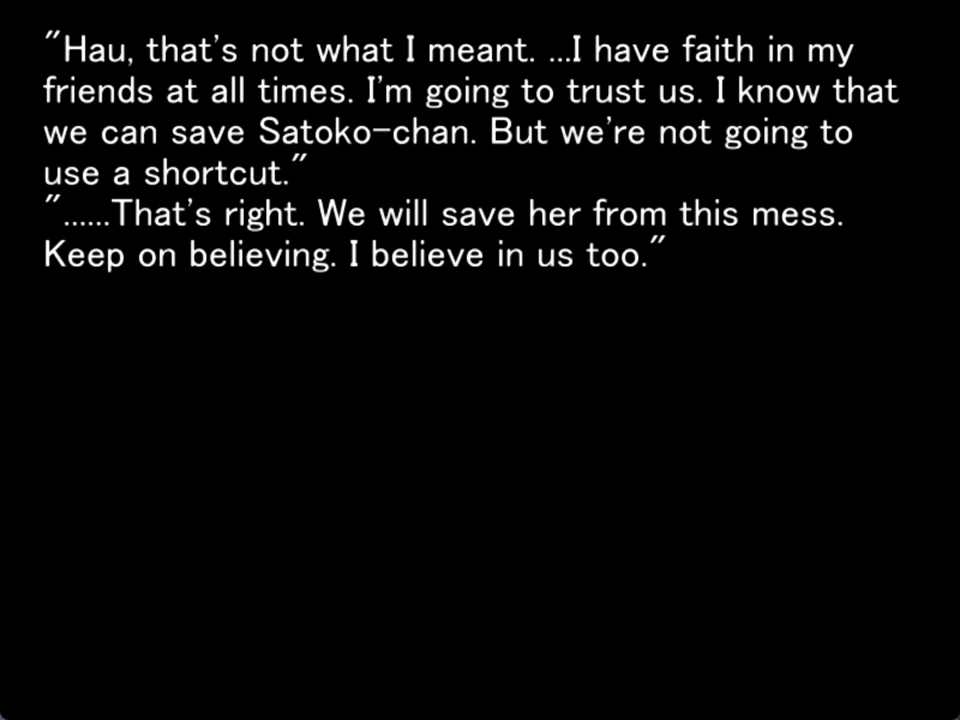 "Hau, that's not what I meant. ...I have faith in my
friends at all times. I'm going to trust us. I know that
we can save Satoko-chan. But we're not going to
use a shortcut."
"......That's right. We will save her from this mess.
Keep on believing. I believe in us too."